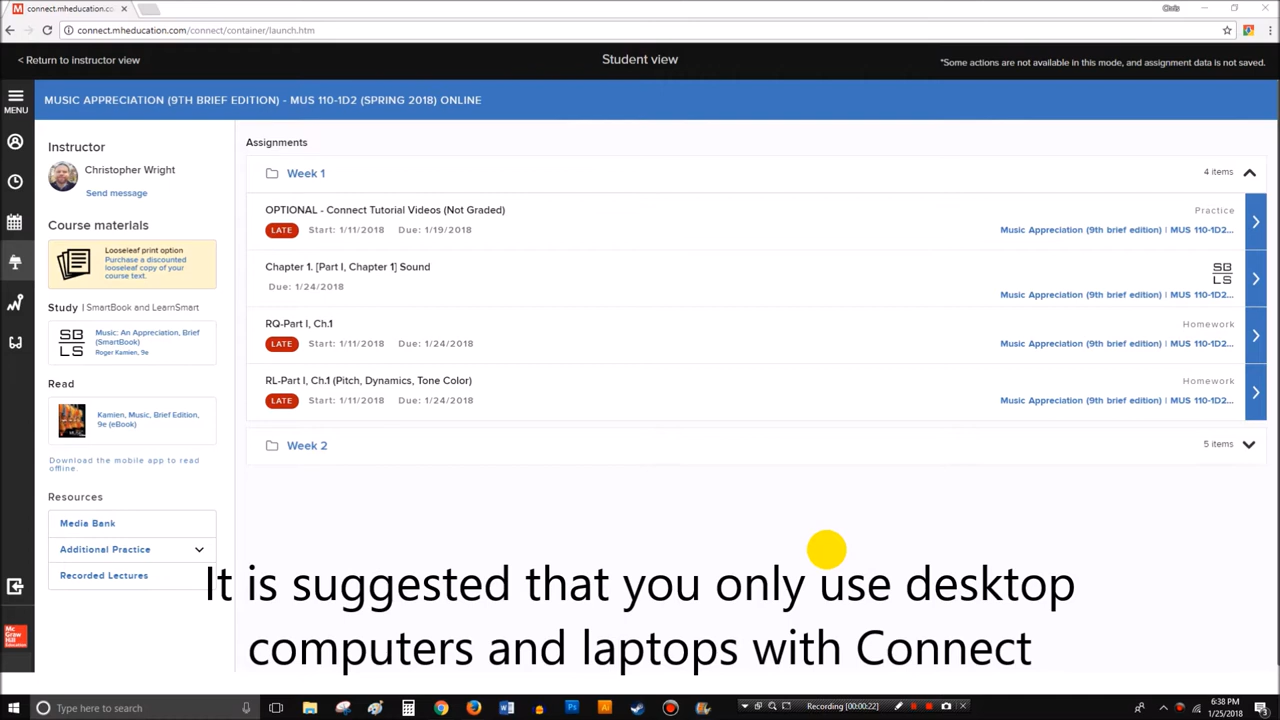 connect.mheducation.co
Chris
connect.mheducation.com/connect/container/launch.htm
< Return to instructor view
Student view
*Some actions are not available in this mode, and assignment data is not saved.
MENU
MUSIC APPRECIATION (9TH BRIEF EDITION) - MUS 110-1D2 (SPRING 2018) ONLINE
Instructor
Christopher Wright
Send message
Course materials
Looseleaf print option
Purchase a discounted
looseleaf copy of your
course text.
Study | SmartBook and LearnSmart
SB
LS
Music: An Appreciation, Brief
(SmartBook)
Roger Kamien, 9e
Read
Kamien, Music, Brief Edition,
9e (eBook)
Download the mobile app to read
offline.
Resources
Media Bank
Additional Practice
Recorded Lectures
Assignments
Week 1
4 items
OPTIONAL - Connect Tutorial Videos (Not Graded)
Practice
LATE Start: 1/11/2018 Due: 1/19/2018
Music Appreciation (9th brief edition) | MUS 110-1D2...
Chapter 1. [Part I, Chapter 1] Sound
SB
LS
Due: 1/24/2018
Music Appreciation (9th brief edition) | MUS 110-1D2...
RQ-Part I, Ch.1
Homework
LATE Start: 1/11/2018 Due: 1/24/2018
Music Appreciation (9th brief edition) | MUS 110-1D2...
RL-Part I, Ch.1 (Pitch, Dynamics, Tone Color)
Homework
LATE Start: 1/11/2018 Due: 1/24/2018
Music Appreciation (9th brief edition) | MUS 110-1D2...
Week 2
5 items
It is suggested that you only use desktop
computers and laptops with Connect
Mc
Graw
Hill
Education
Type here to search
Recording [00:00:22]
6:38 PM
1/25/2018